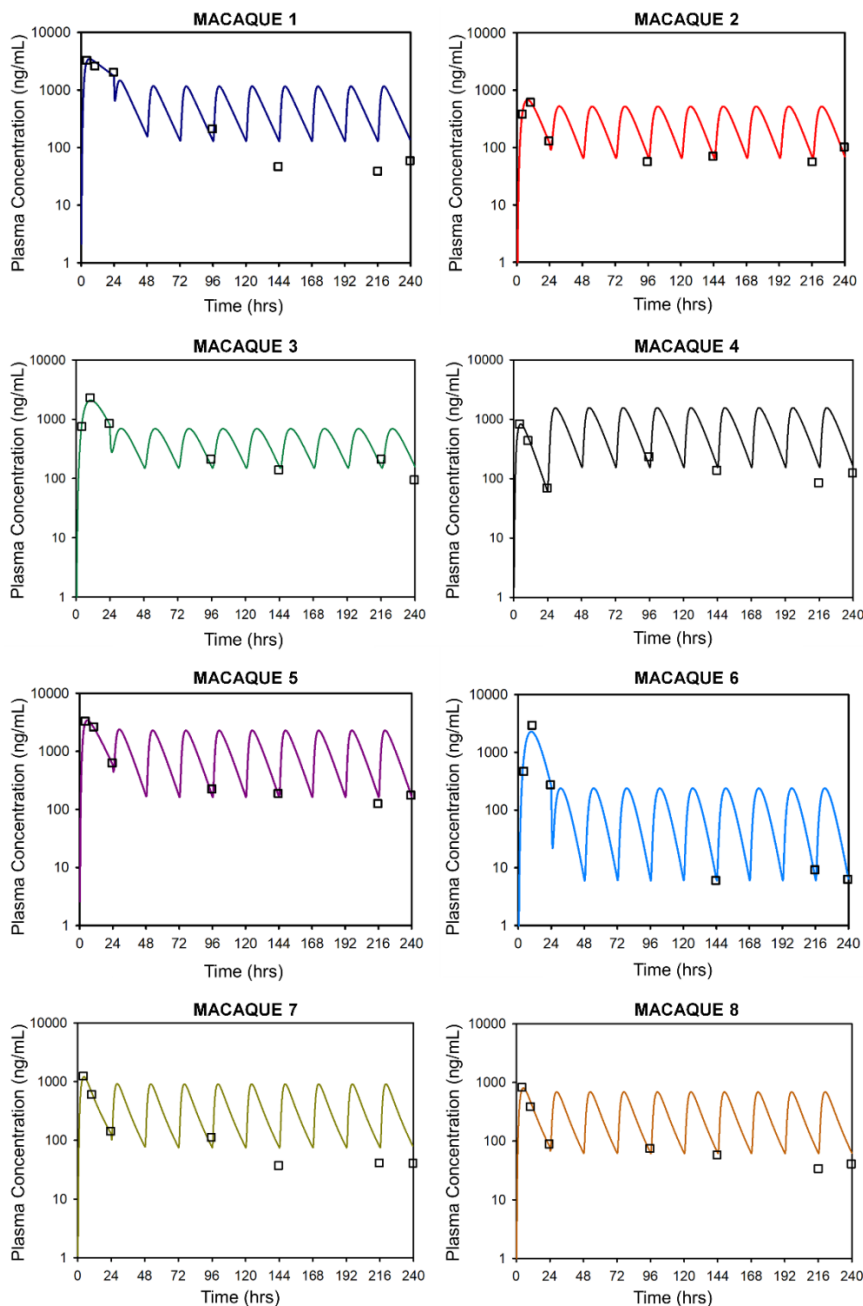 MACAQUE 1
Plasma Concentration (ng/mL)
10000
1000
100
10
1
0 24 48 72 96 120 144 168 192 216 240
Time (hrs)
MACAQUE 2
Plasma Concentration (ng/mL)
10000
1000
100
10
1
0 24 48 72 96 120 144 168 192 216 240
Time (hrs)
MACAQUE 3
Plasma Concentration (ng/mL)
10000
1000
100
10
1
0 24 48 72 96 120 144 168 192 216 240
Time (hrs)
MACAQUE 4
Plasma Concentration (ng/mL)
10000
1000
100
10
1
0 24 48 72 96 120 144 168 192 216 240
Time (hrs)
MACAQUE 5
Plasma Concentration (ng/mL)
10000
1000
100
10
1
0 24 48 72 96 120 144 168 192 216 240
Time (hrs)
MACAQUE 6
Plasma Concentration (ng/mL)
10000
1000
100
10
1
0 24 48 72 96 120 144 168 192 216 240
Time (hrs)
MACAQUE 7
Plasma Concentration (ng/mL)
10000
1000
100
10
1
0 24 48 72 96 120 144 168 192 216 240
Time (hrs)
MACAQUE 8
Plasma Concentration (ng/mL)
10000
1000
100
10
1
0 24 48 72 96 120 144 168 192 216 240
Time (hrs)